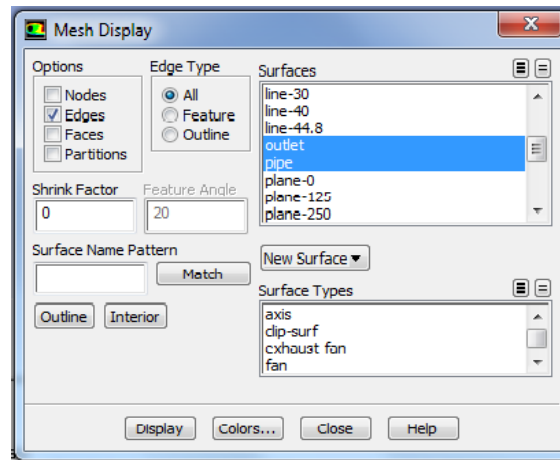 Mesh Display
Options
Nodes
Edges
Faces
Partitions
Edge Type
All
Feature
Outline
Shrink Factor
0
Feature Angle
20
Surface Name Pattern
Match
Outline
Interior
Surfaces
line-30
line-40
line-44.8
outlet
pipe
plane-0
plane-125
plane-250
New Surface
Surface Types
axis
clip-surf
exhaust fan
fan
Display
Colors...
Close
Help